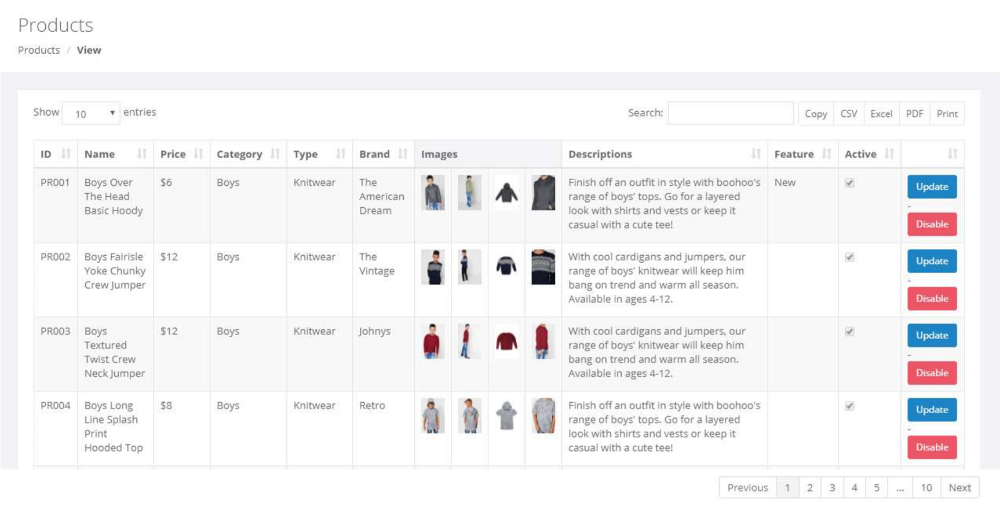 Products
Products / View
Show 10 entries
Search:
Copy CSV Excel PDF Print
ID Name Price Category Type Brand Images Descriptions Feature Active
PR001 Boys Over $6 Boys Knitwear The Finish off an outfit in style with boohoo's New Update
The Head American range of boys' tops. Go for a layered -
Basic Hoody Dream look with shirts and vests or keep it
casual with a cute tee! Disable
PR002 Boys Fairisle $12 Boys Knitwear The With cool cardigans and jumpers, our Update
Yoke Chunky Vintage range of boys' knitwear will keep him -
Crew Jumper bang on trend and warm all season.
Available in ages 4-12. Disable
PR003 Boys $12 Boys Knitwear Johnys With cool cardigans and jumpers, our Update
Textured range of boys' knitwear will keep him -
Twist Crew bang on trend and warm all season.
Neck Jumper Available in ages 4-12. Disable
PR004 Boys Long $8 Boys Knitwear Retro Finish off an outfit in style with boohoo's Update
Line Splash range of boys' tops. Go for a layered -
Print look with shirts and vests or keep it
Hooded Top casual with a cute tee! Disable
Previous 1 2 3 4 5 ... 10 Next